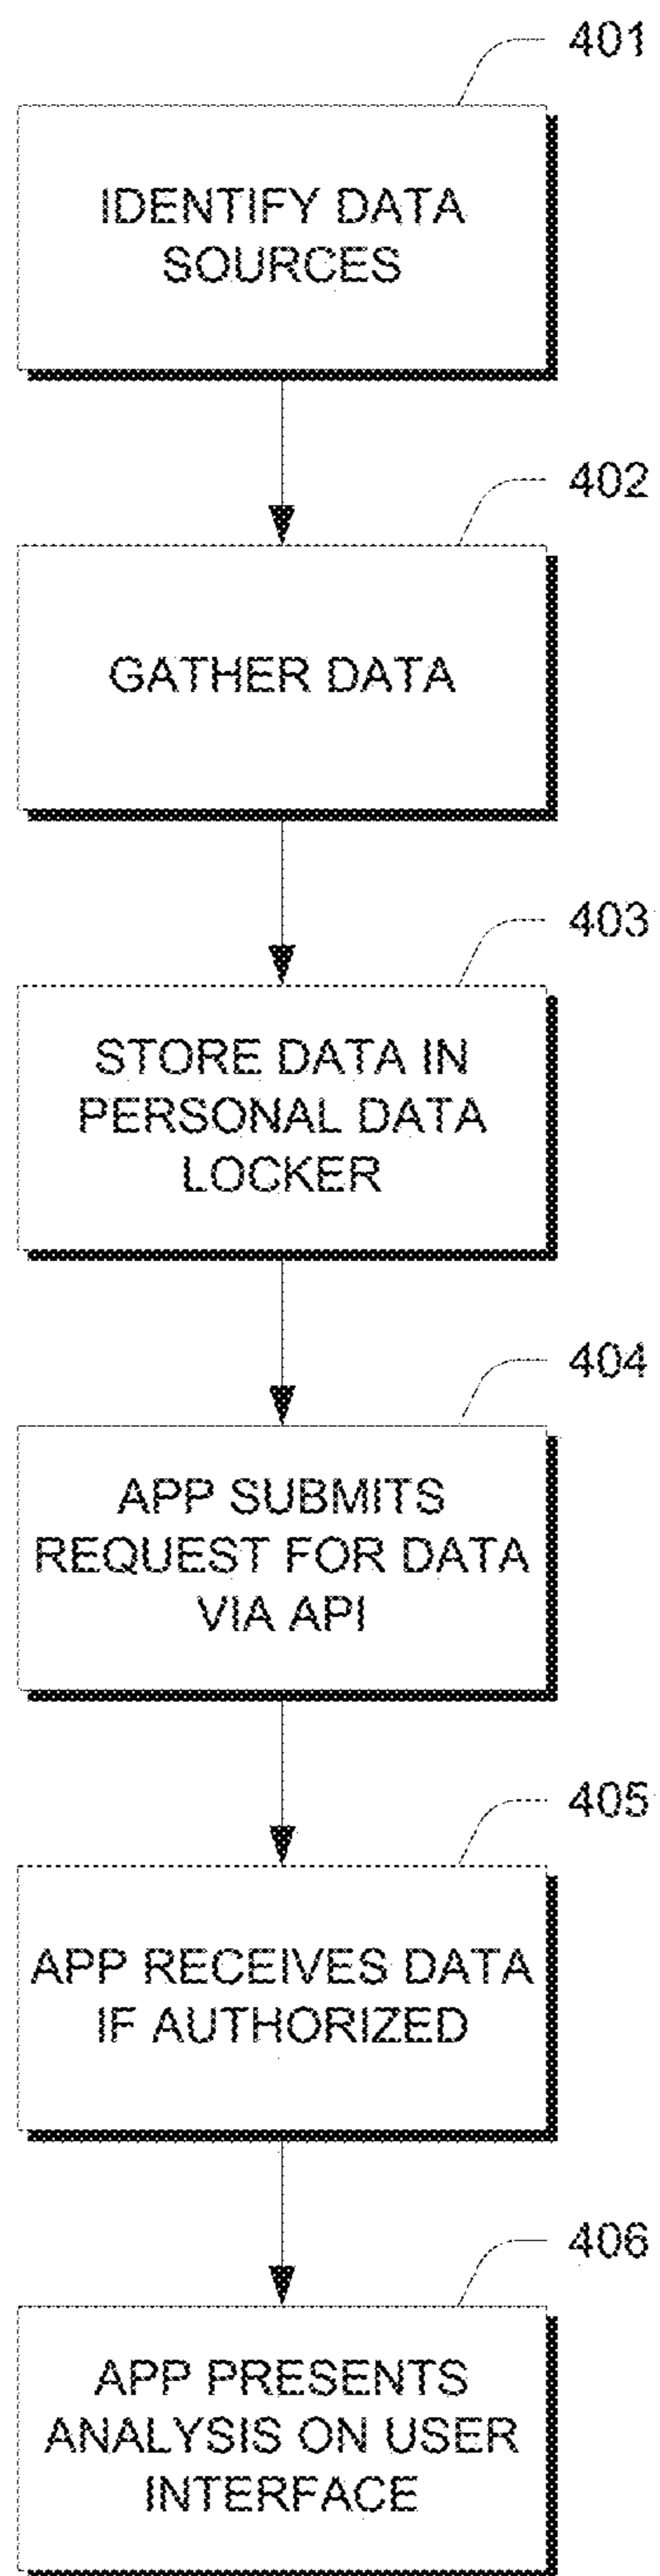 401
IDENTIFY DATA
SOURCES
402
GATHER DATA
403
STORE DATA IN
PERSONAL DATA
LOCKER
404
APP SUBMITS
REQUEST FOR DATA
VIA API
405
APP RECEIVES DATA
IF AUTHORIZED
406
APP PRESENTS
ANALYSIS ON USER
INTERFACE